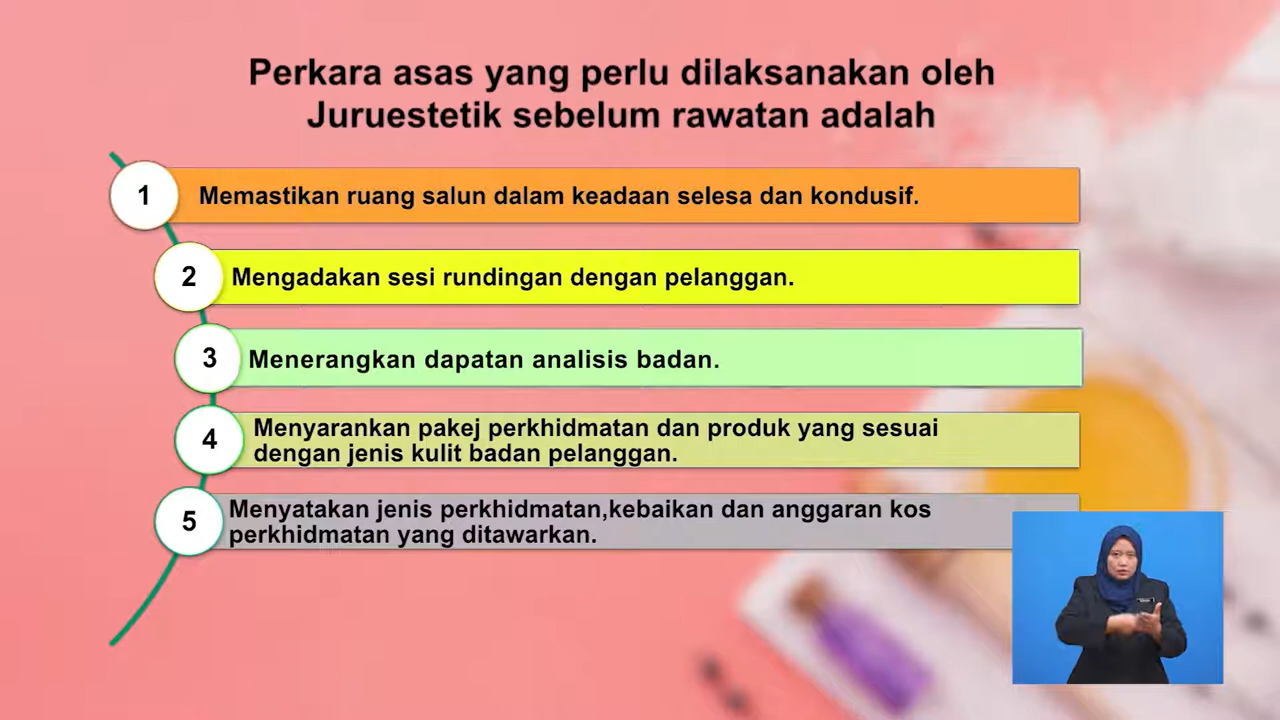 Perkara asas yang perlu dilaksanakan oleh
Juruestetik sebelum rawatan adalah
1
Memastikan ruang salun dalam keadaan selesa dan kondusif.
2
Mengadakan sesi rundingan dengan pelanggan.
3
Menerangkan dapatan analisis badan.
4
Menyarankan pakej perkhidmatan dan produk yang sesuai
dengan jenis kulit badan pelanggan.
5
Menyatakan jenis perkhidmatan,kebaikan dan anggaran kos
perkhidmatan yang ditawarkan.